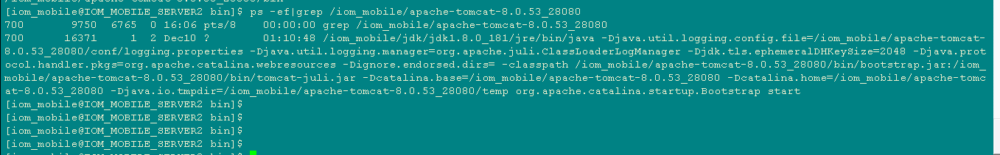 [iom_mobile@IOM_MOBILE_SERVER2 bin]$ ps -ef|grep /iom_mobile/apache-tomcat-8.0.53_28080
700       9750  6765  0 16:06 pts/8    00:00:00 grep /iom_mobile/apache-tomcat-8.0.53_28080
700      16371     1  2 Dec10 ?        01:10:48 /iom_mobile/jdk/jdk1.8.0_181/jre/bin/java -Djava.util.logging.config.file=/iom_mobile/apache-tomcat-
8.0.53_28080/conf/logging.properties -Djava.util.logging.manager=org.apache.juli.ClassLoaderLogManager -Djdk.tls.ephemeralDHKeySize=2048 -Djava.prot
ocol.handler.pkgs=org.apache.catalina.webresources -Dignore.endorsed.dirs= -classpath /iom_mobile/apache-tomcat-8.0.53_28080/bin/bootstrap.jar:/iom_
mobile/apache-tomcat-8.0.53_28080/bin/tomcat-juli.jar -Dcatalina.base=/iom_mobile/apache-tomcat-8.0.53_28080 -Dcatalina.home=/iom_mobile/apache-tomc
at-8.0.53_28080 -Djava.io.tmpdir=/iom_mobile/apache-tomcat-8.0.53_28080/temp org.apache.catalina.startup.Bootstrap start
[iom_mobile@IOM_MOBILE_SERVER2 bin]$
[iom_mobile@IOM_MOBILE_SERVER2 bin]$
[iom_mobile@IOM_MOBILE_SERVER2 bin]$
[iom_mobile@IOM_MOBILE_SERVER2 bin]$
[iom_mobile@IOM_MOBILE_SERVER2 bin]$